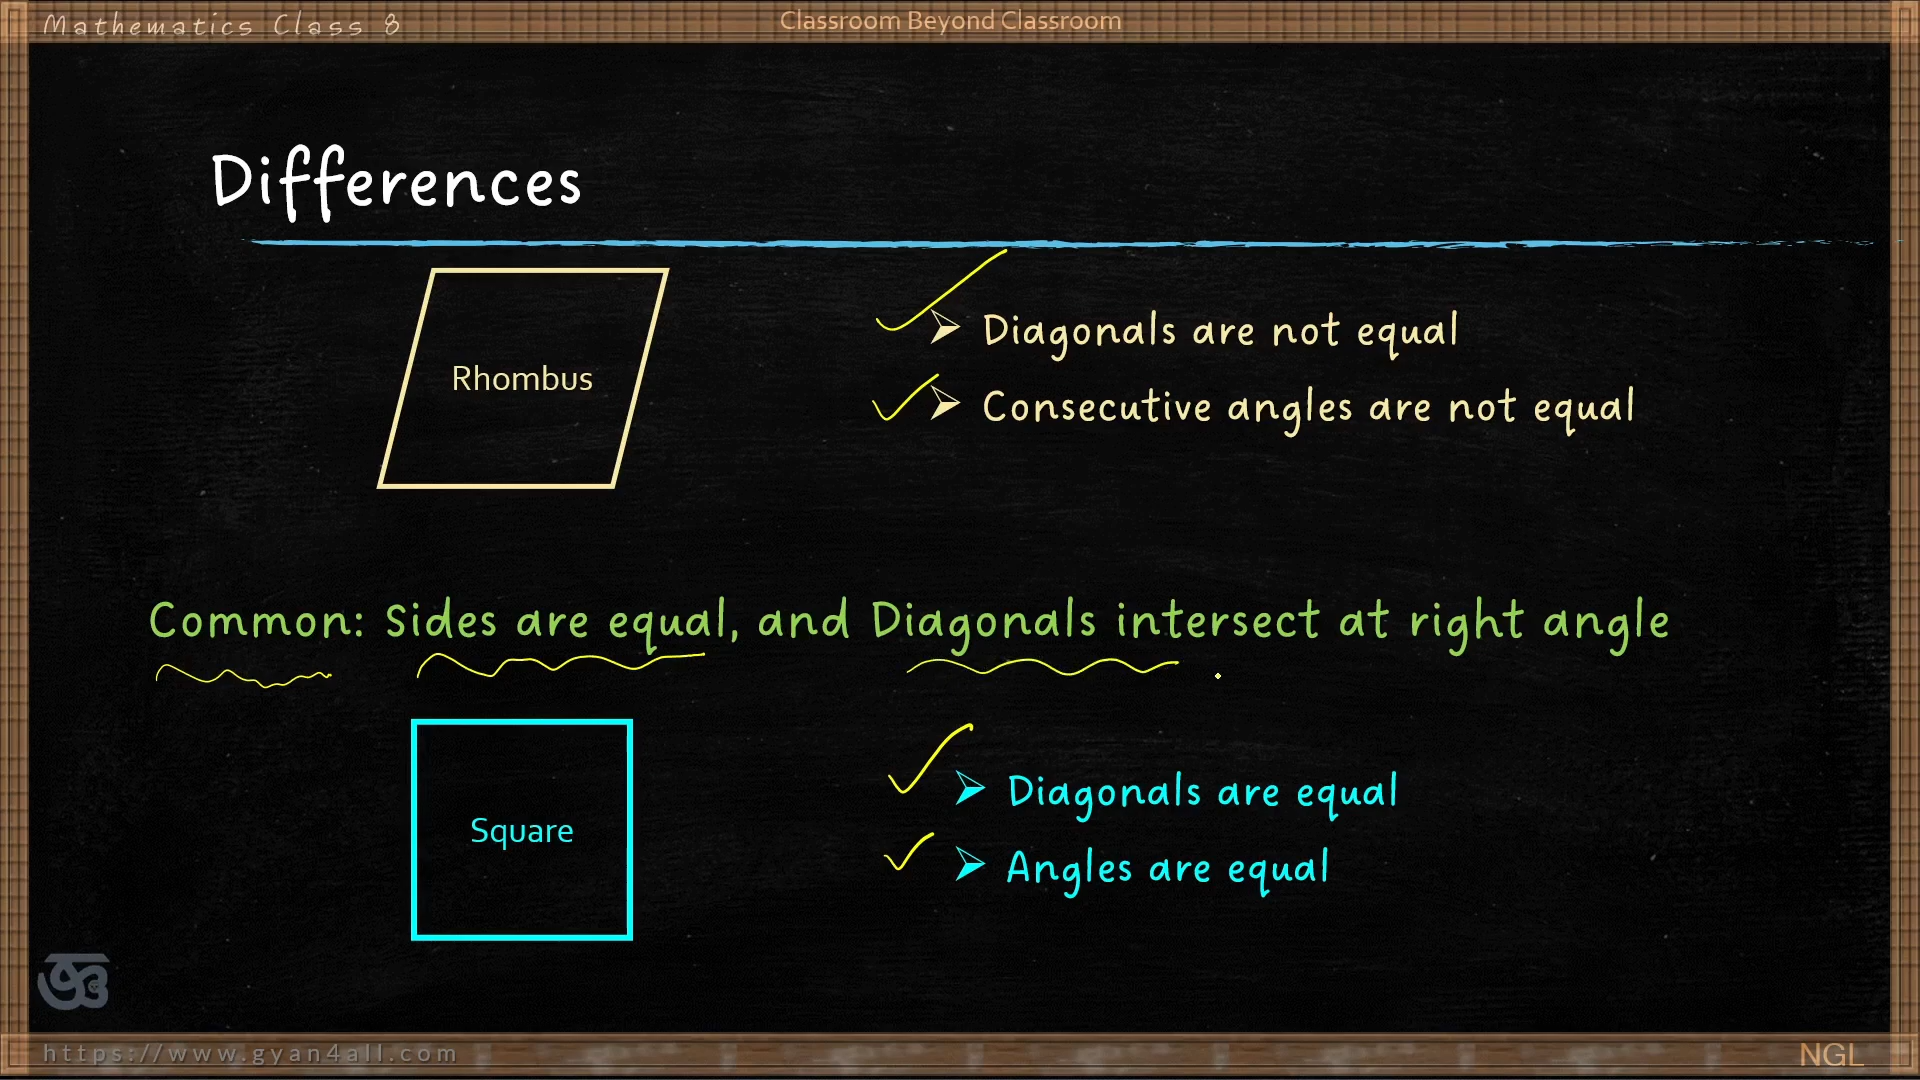 Mathematics Class 8
Classroom Beyond Classroom
Differences
Rhombus
Diagonals are not equal
Consecutive angles are not equal
Common: Sides are equal, and Diagonals intersect at right angle
Square
Diagonals are equal
Angles are equal
https://www.gyan4all.com
NGL